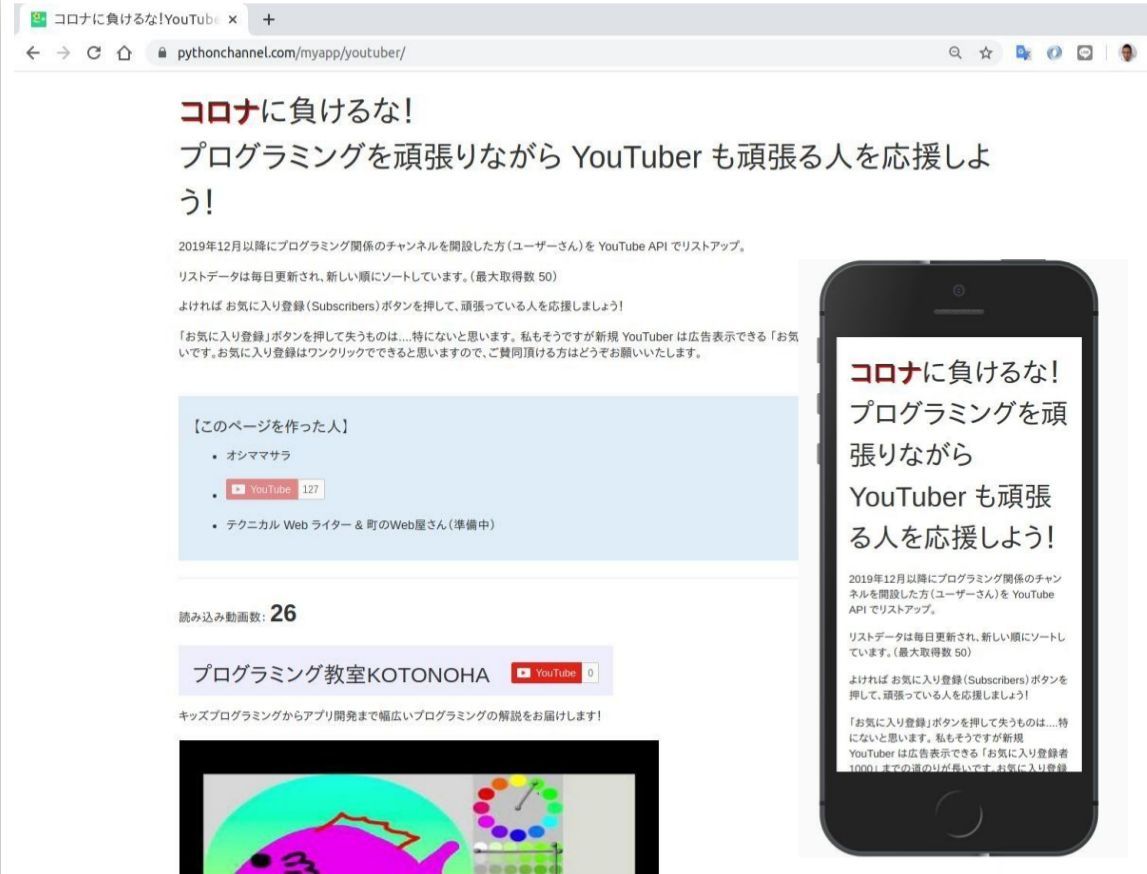 コロナに負けるな!YouTube
pythonchannel.com/myapp/youtuber/
コロナに負けるな!
プログラミングを頑張りながら YouTuber も頑張る人を応援しよ
う!
2019年12月以降にプログラミング関係のチャンネルを開設した方(ユーザーさん)を YouTube API でリストアップ。
リストデータは毎日更新され、新しい順にソートしています。(最大取得数 50)
よければ お気に入り登録(Subscribers)ボタンを押して、頑張っている人を応援しましょう!
「お気に入り登録」ボタンを押して失うものは....特にないと思います。私もそうですが新規 YouTuber は広告表示できる 「お気
いです。お気に入り登録はワンクリックでできると思いますので、ご賛同頂ける方はどうぞお願いいたします。
【このページを作った人】
オシママサラ
YouTube 127
テクニカル Web ライター & 町のWeb屋さん(準備中)
読み込み動画数: 26
プログラミング教室KOTONOHA YouTube 0
キッズプログラミングからアプリ開発まで幅広いプログラミングの解説をお届けします!
コロナに負けるな!
プログラミングを頑
張りながら
YouTuber も頑張
る人を応援しよう!
2019年12月以降にプログラミング関係のチャン
ネルを開設した方(ユーザーさん)を YouTube
API でリストアップ。
リストデータは毎日更新され、新しい順にソートし
ています。(最大取得数 50)
よければ お気に入り登録(Subscribers)ボタンを
押して、頑張っている人を応援しましょう!
「お気に入り登録」ボタンを押して失うものは....特
にないと思います。私もそうですが新規
YouTuber は広告表示できる 「お気に入り登録者
1000」までの道のりが長いです。お気に入り登録